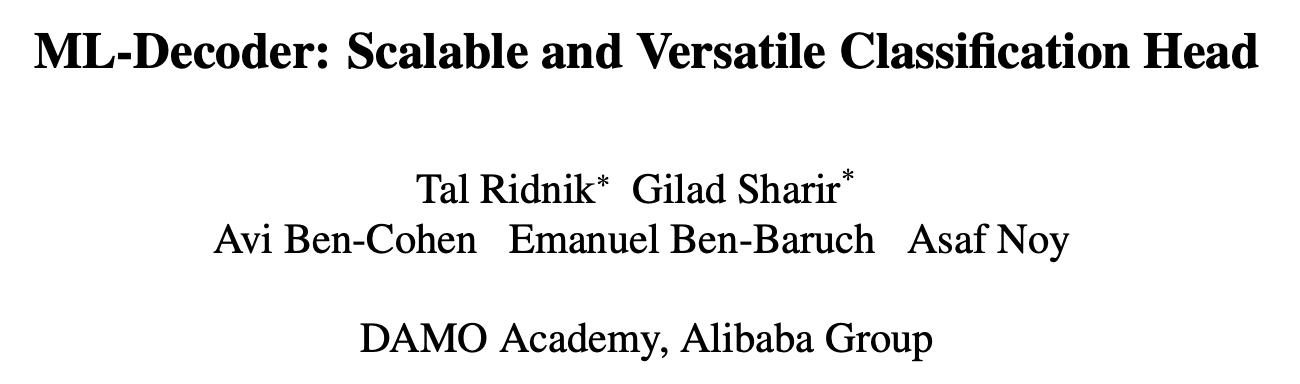 ML-Decoder: Scalable and Versatile Classification Head
Tal Ridnik* Gilad Sharir*
Avi Ben-Cohen Emanuel Ben-Baruch Asaf Noy
DAMO Academy, Alibaba Group